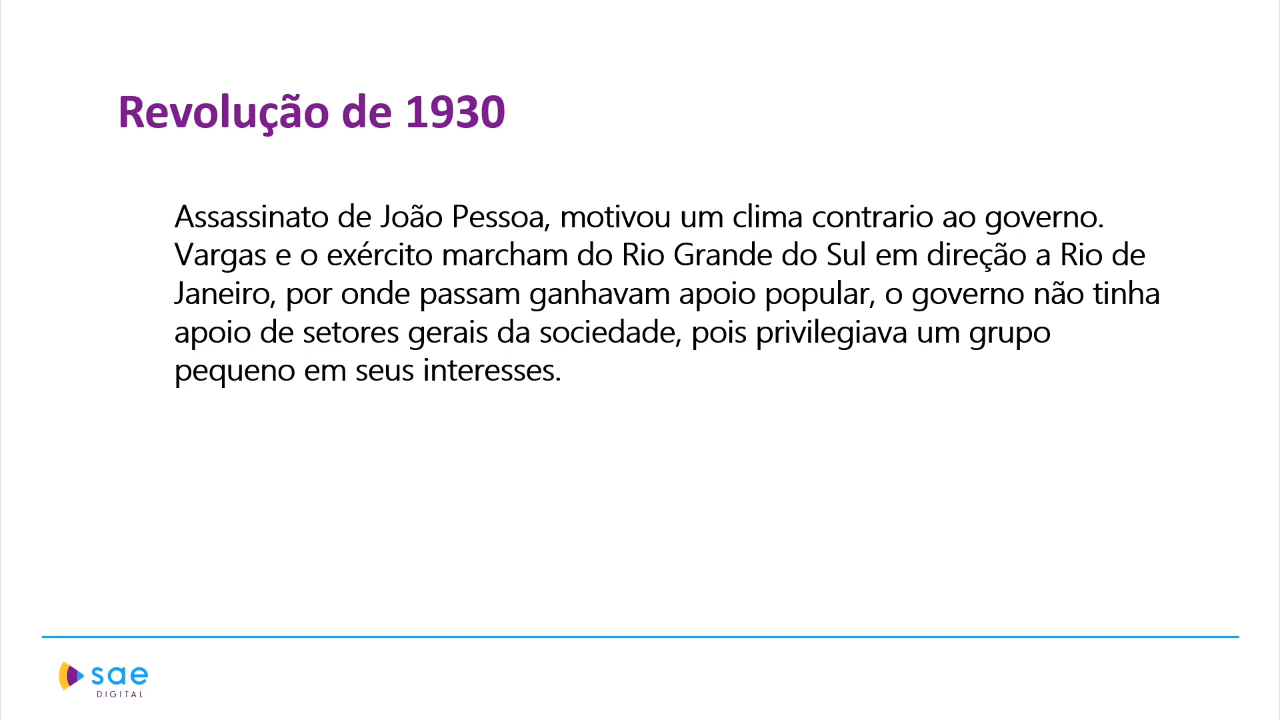 Revolução de 1930
Assassinato de João Pessoa, motivou um clima contrario ao governo.
Vargas e o exército marcham do Rio Grande do Sul em direção a Rio de
Janeiro, por onde passam ganhavam apoio popular, o governo não tinha
apoio de setores gerais da sociedade, pois privilegiava um grupo
pequeno em seus interesses.
sae
DIGITAL